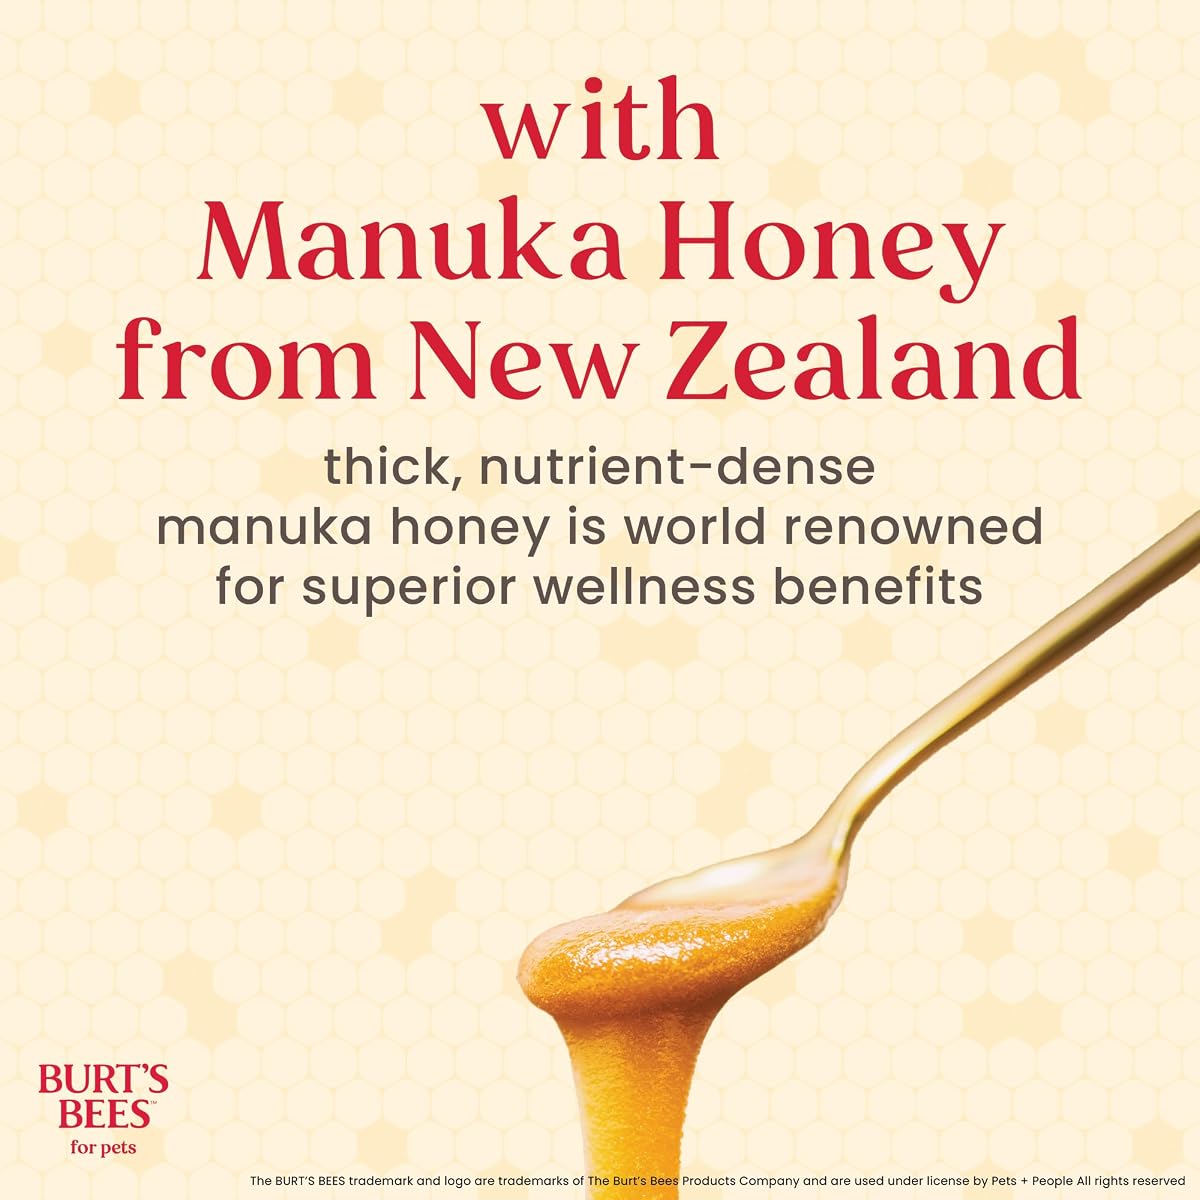 with
Manuka Honey
from New Zealand
thick, nutrient-dense
manuka honey is world renowned
for superior wellness benefits
BURT'S
BEES™
for pets
The BURT'S BEES trademark and logo are trademarks of The Burt's Bees Products Company and are used under license by Pets + People All rights reserved